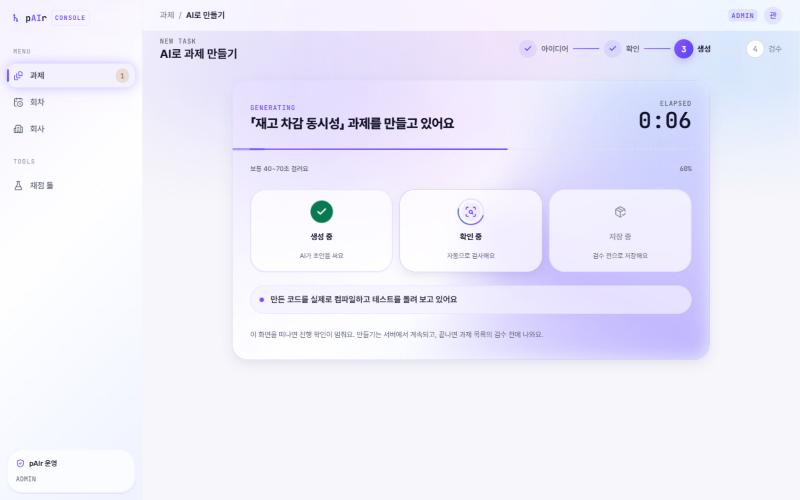 pAIr CONSOLE
MENU
과제 1
회차
회사
TOOLS
채점 툴
pAIr 운영
ADMIN
과제 / AI로 만들기
ADMIN 관
NEW TASK
AI로 과제 만들기
아이디어 확인 3 생성 4 검수
GENERATING
「재고 차감 동시성」 과제를 만들고 있어요
ELAPSED
0:06
보통 40~70초 걸려요 60%
생성 중
AI가 초안을 써요
확인 중
자동으로 검사해요
저장 중
검수 전으로 저장해요
만든 코드를 실제로 컴파일하고 테스트를 돌려 보고 있어요
이 화면을 떠나면 진행 확인이 멈춰요. 만들기는 서버에서 계속되고, 끝나면 과제 목록의 검수 전에 나와요.